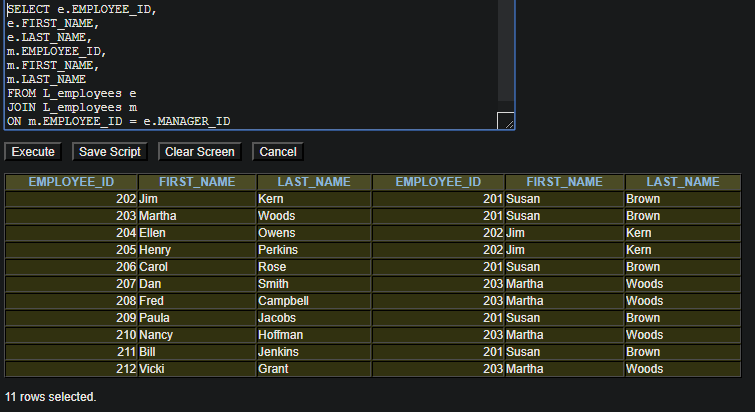 SELECT e.EMPLOYEE_ID,
e.FIRST_NAME,
e.LAST_NAME,
m.EMPLOYEE_ID,
m.FIRST_NAME,
m.LAST_NAME
FROM L_employees e
JOIN L_employees m
ON m.EMPLOYEE_ID = e.MANAGER_ID
Execute Save Script Clear Screen Cancel
EMPLOYEE_ID FIRST_NAME LAST_NAME EMPLOYEE_ID FIRST_NAME LAST_NAME
202 Jim Kern 201 Susan Brown
203 Martha Woods 201 Susan Brown
204 Ellen Owens 202 Jim Kern
205 Henry Perkins 202 Jim Kern
206 Carol Rose 201 Susan Brown
207 Dan Smith 203 Martha Woods
208 Fred Campbell 203 Martha Woods
209 Paula Jacobs 201 Susan Brown
210 Nancy Hoffman 203 Martha Woods
211 Bill Jenkins 201 Susan Brown
212 Vicki Grant 203 Martha Woods
11 rows selected.